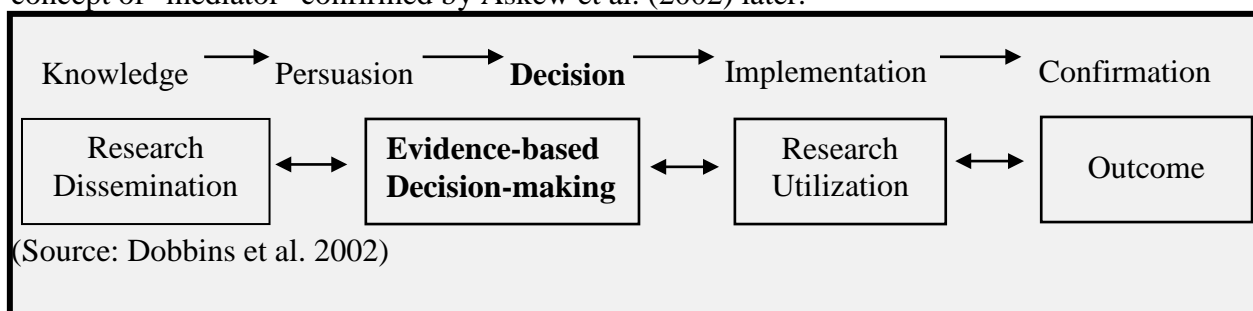 concept of "mediator" confirmed by Askew et al. (2002) later.
Knowledge Persuasion Decision Implementation Confirmation
Research
Dissemination
Evidence-based
Decision-making
Research
Utilization
Outcome
(Source: Dobbins et al. 2002)